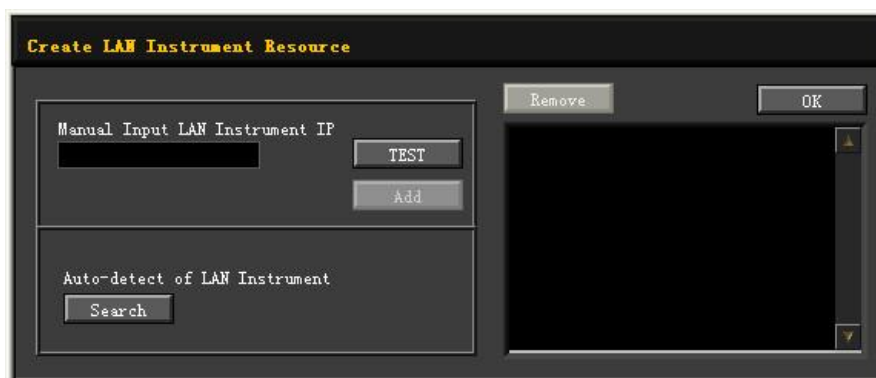 Create LAN Instrument Resource
Remove
OK
Manual Input LAN Instrument IP
TEST
Add
Auto-detect of LAN Instrument
Search